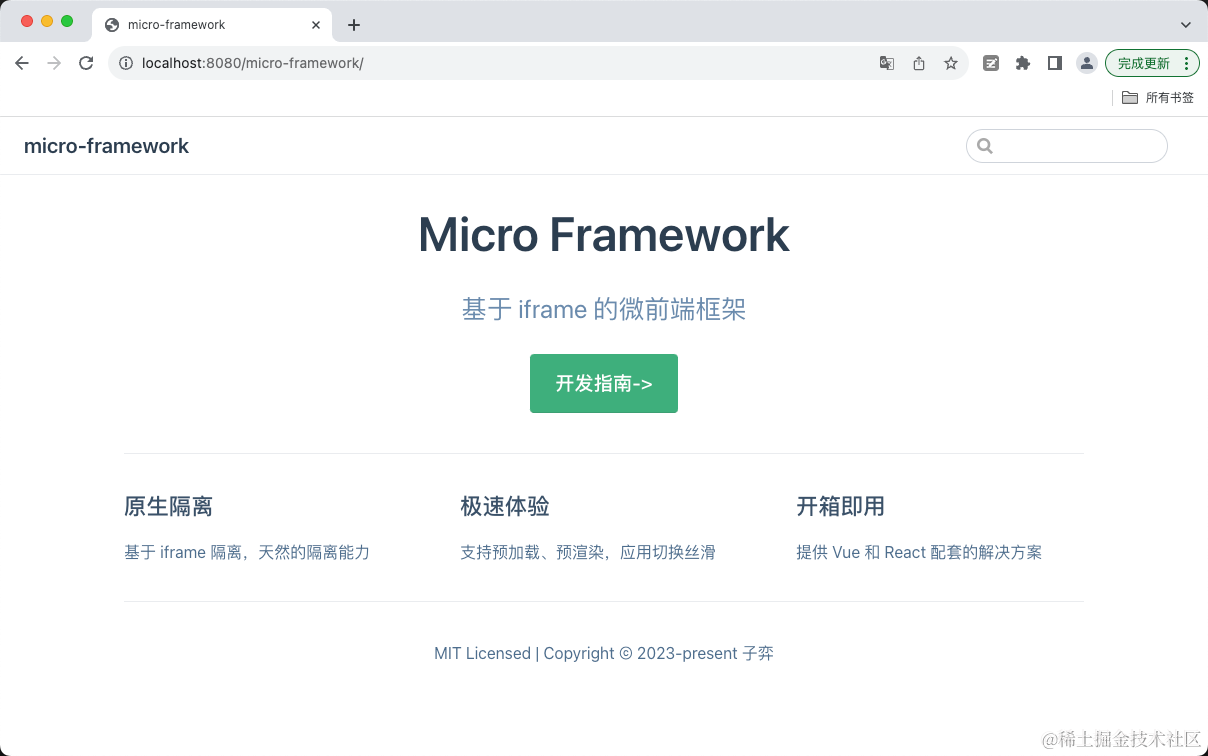 micro-framework
localhost:8080/micro-framework/
完成更新
所有书签
micro-framework
Micro Framework
基于 iframe 的微前端框架
开发指南->
原生隔离
极速体验
开箱即用
基于 iframe 隔离，天然的隔离能力
支持预加载、预渲染，应用切换丝滑
提供 Vue 和 React 配套的解决方案
MIT Licensed | Copyright © 2023-present 子弈
@稀土掘金技术社区